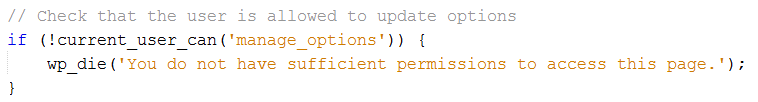 // Check that the user is allowed to update options
if (!current_user_can('manage_options')) {
    wp_die('You do not have sufficient permissions to access this page.');
}